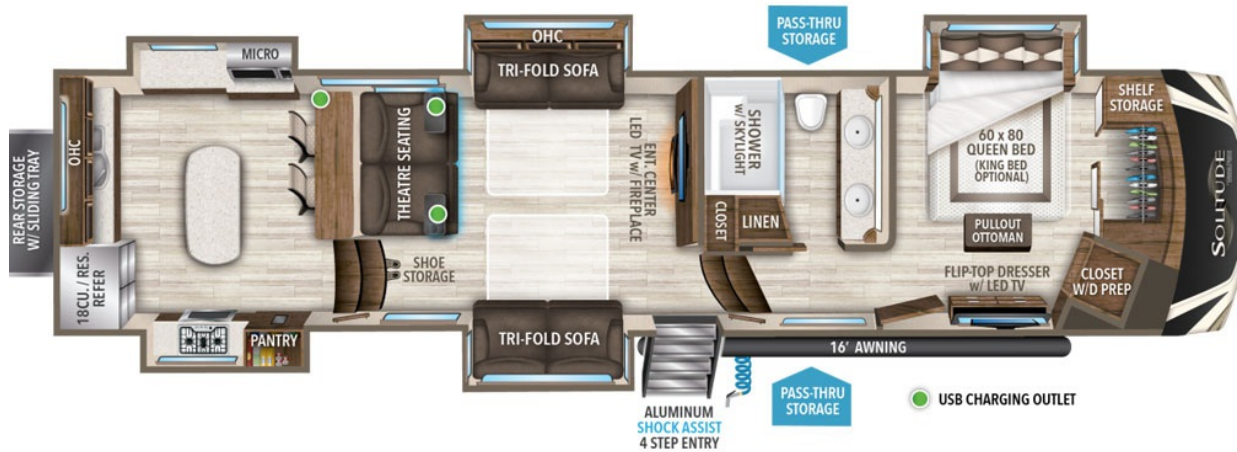 PASS-THRU
STORAGE
MICRO
OHC
TRI-FOLD SOFA
SHELF
STORAGE
REAR STORAGE
W/ SLIDING TRAY
OHC
THEATRE SEATING
LED TV w/ FIREPLACE
ENT. CENTER
SHOWER
w/ SKYLIGHT
60 x 80
QUEEN BED
(KING BED
OPTIONAL)
SOLITUDE
CLOSET
LINEN
PULLOUT
OTTOMAN
18CU. / RES.
REFER
SHOE
STORAGE
FLIP-TOP DRESSER
w/ LED TV
CLOSET
W/D PREP
PANTRY
TRI-FOLD SOFA
16' AWNING
PASS-THRU
STORAGE
USB CHARGING OUTLET
ALUMINUM
SHOCK ASSIST
4 STEP ENTRY